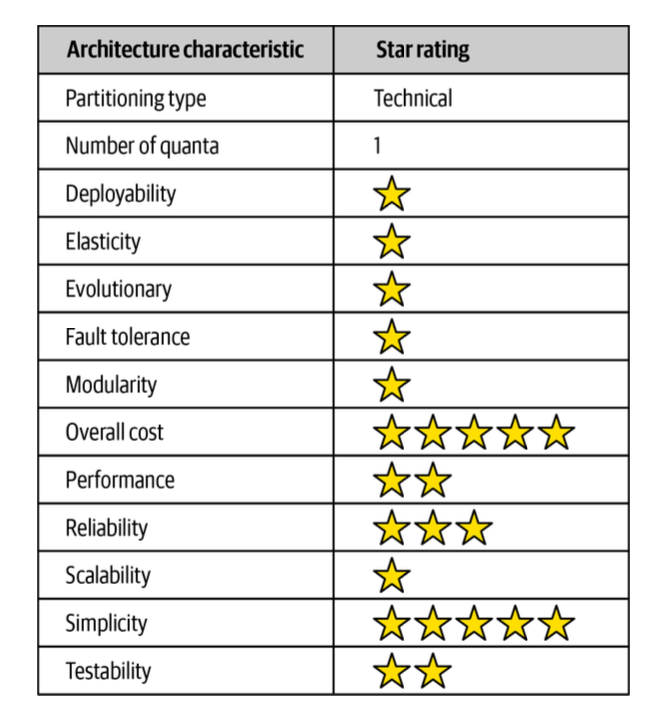 Architecture characteristic Star rating
Partitioning type Technical
Number of quanta 1
Deployability
Elasticity
Evolutionary
Fault tolerance
Modularity
Overall cost
Performance
Reliability
Scalability
Simplicity
Testability